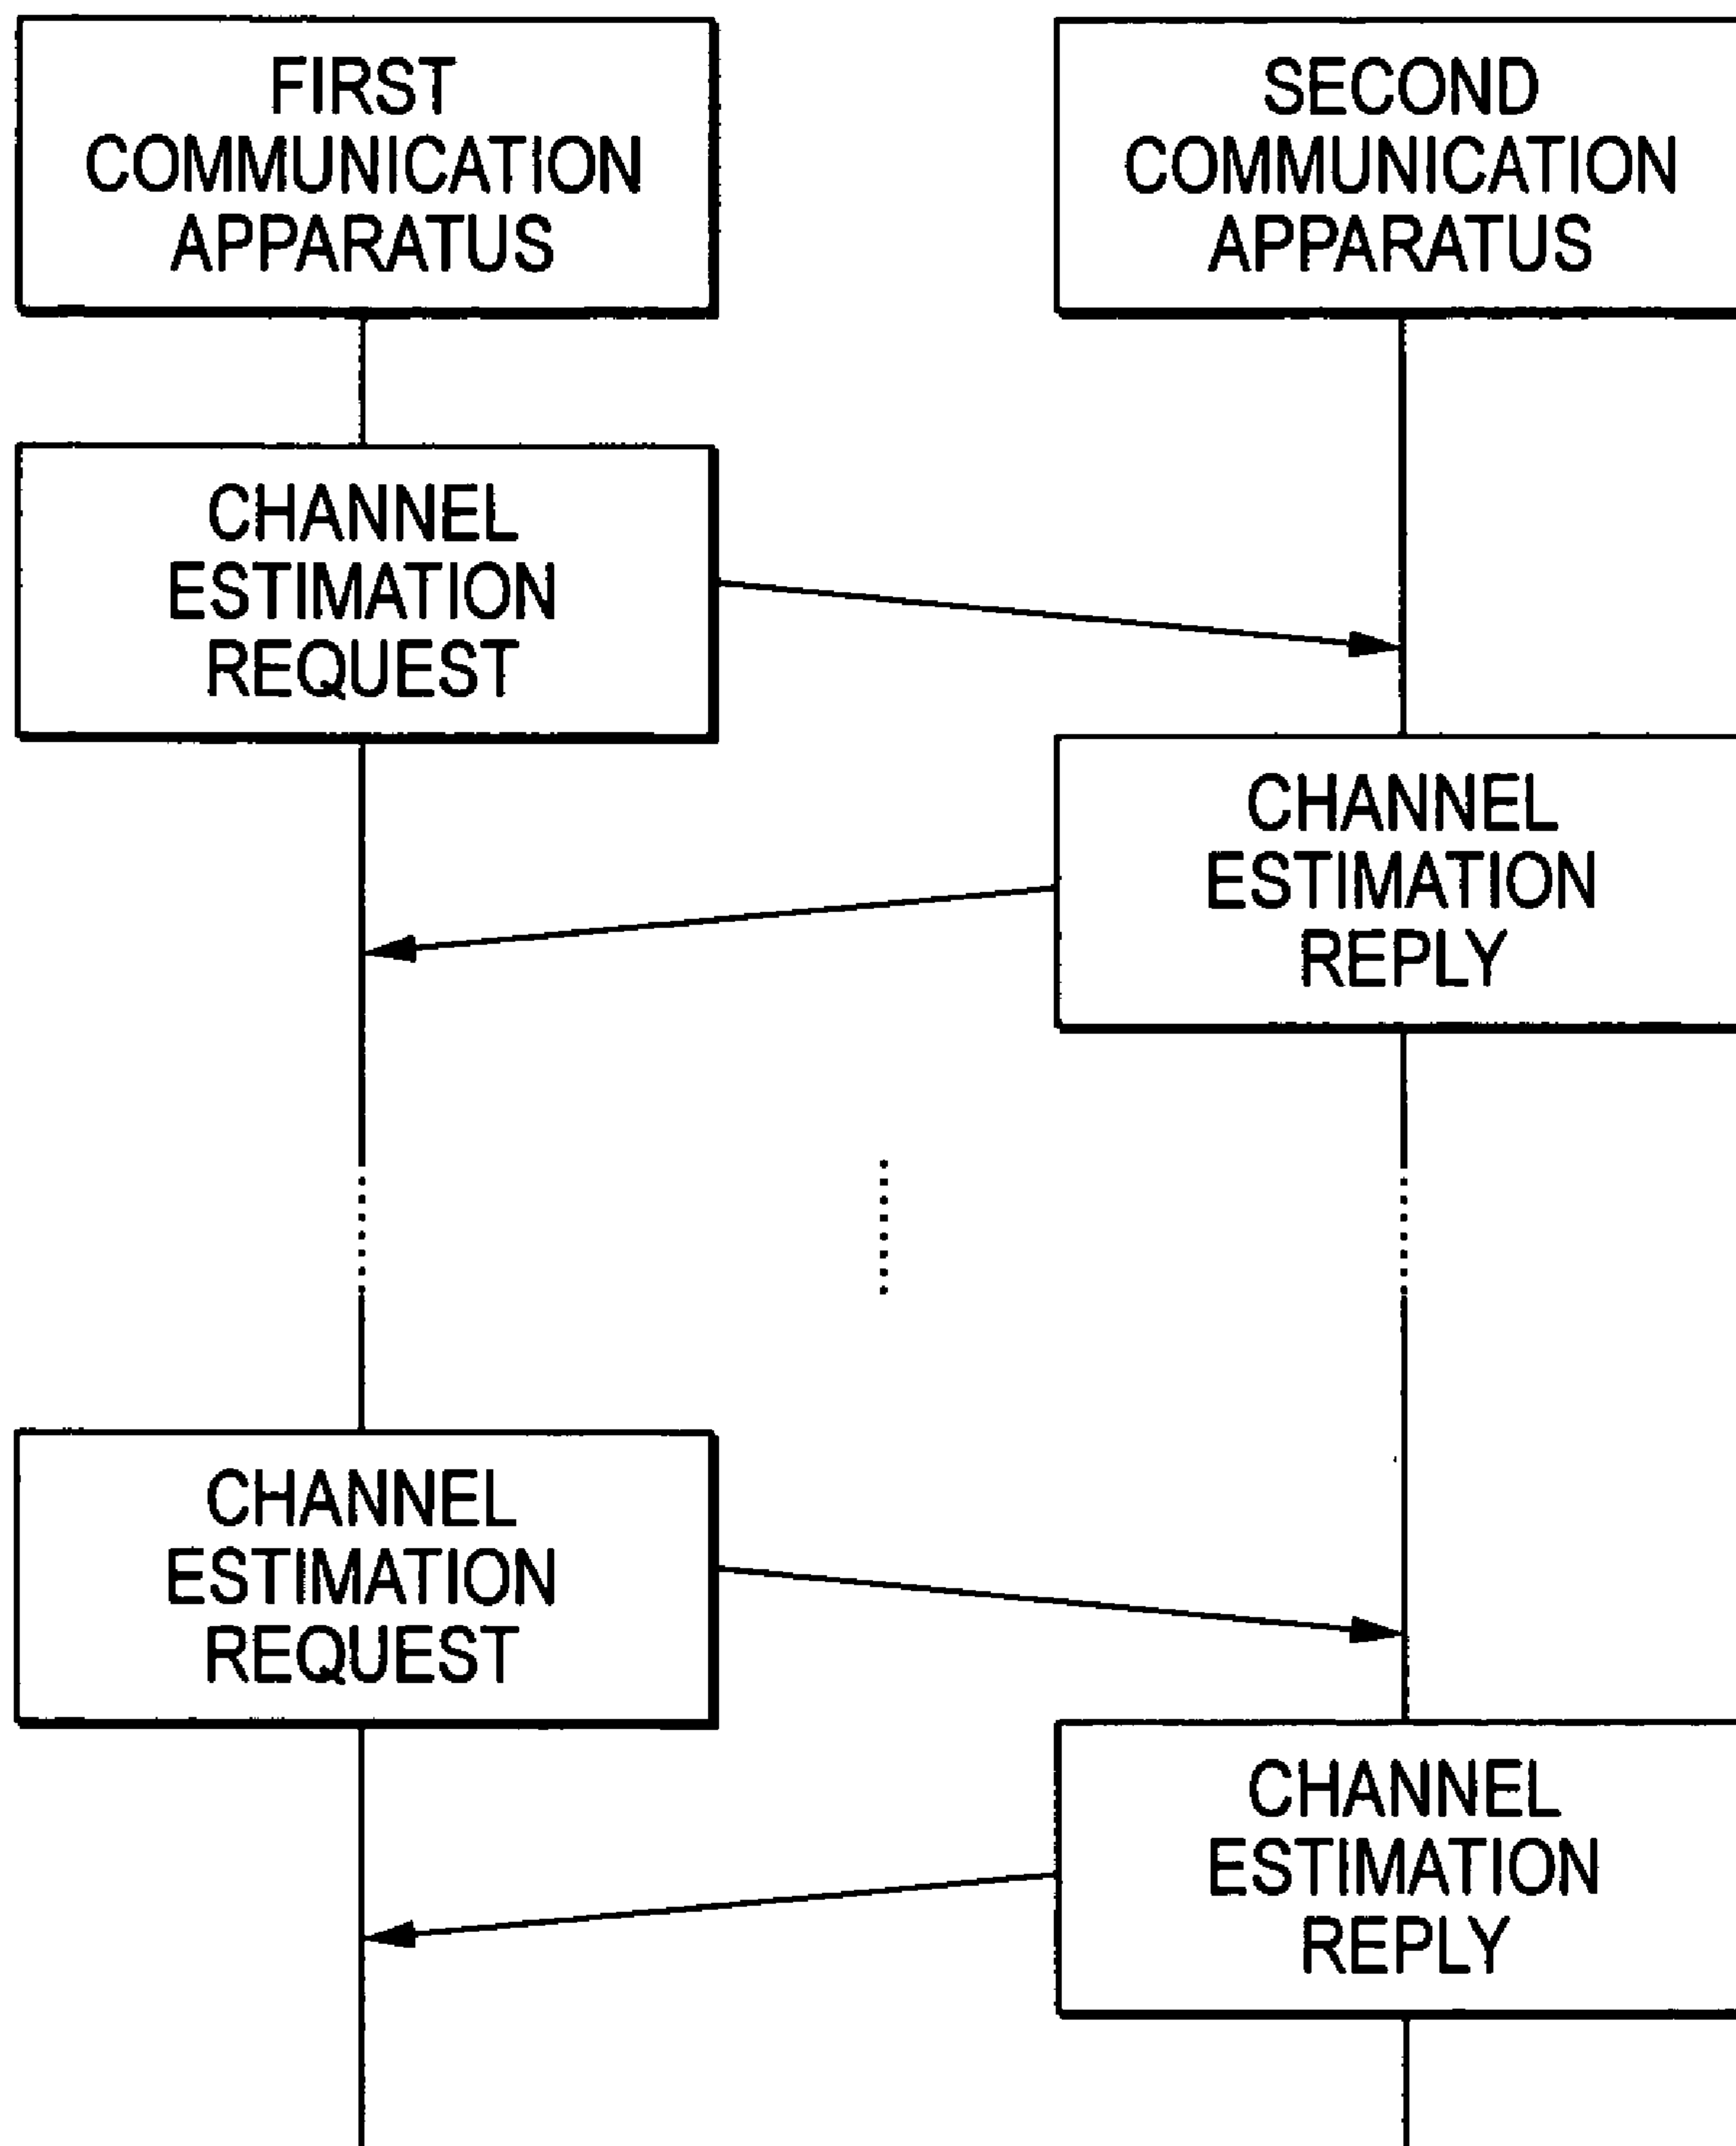 FIRST
COMMUNICATION
APPARATUS
SECOND
COMMUNICATION
APPARATUS
CHANNEL
ESTIMATION
REQUEST
CHANNEL
ESTIMATION
REPLY
CHANNEL
ESTIMATION
REQUEST
CHANNEL
ESTIMATION
REPLY